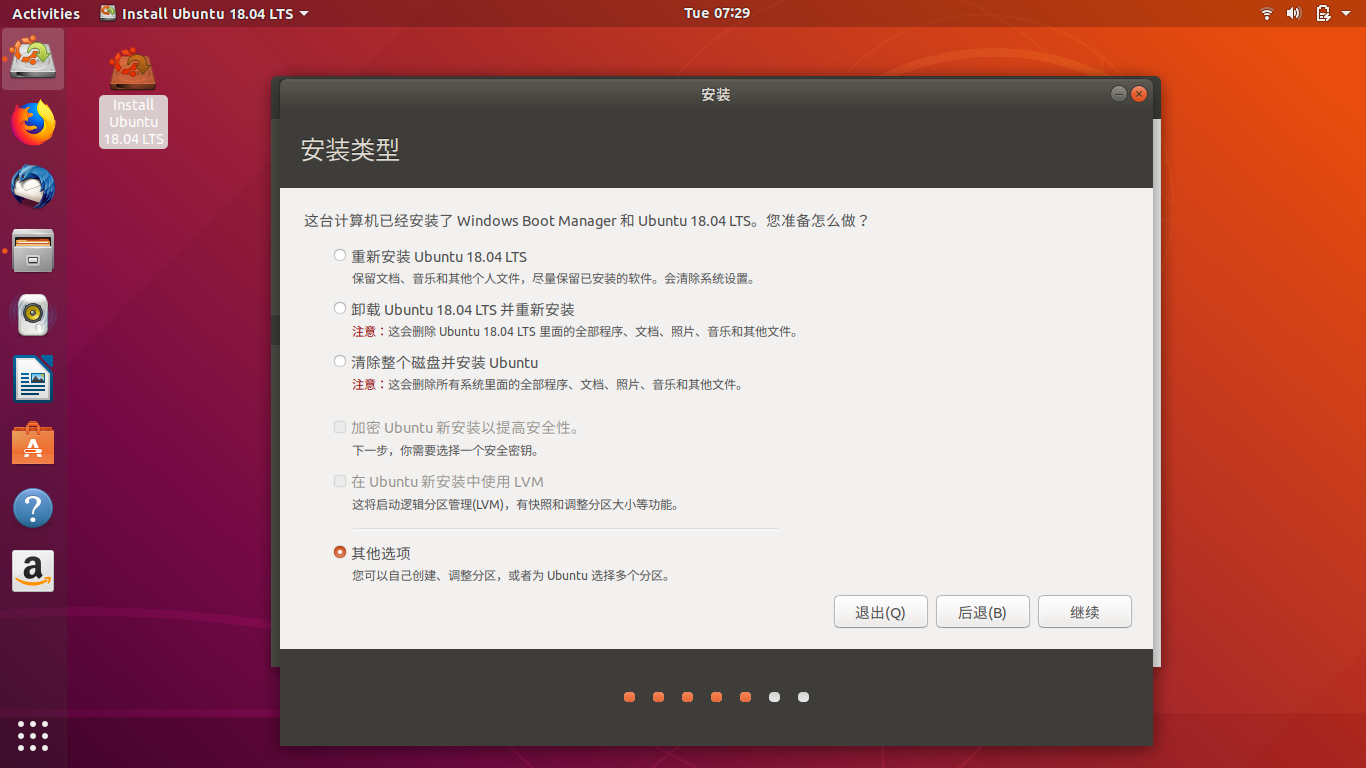 Activities
Install Ubuntu 18.04 LTS
Tue 07:29
Install
Ubuntu
18.04 LTS
安装
安装类型
这台计算机已经安装了 Windows Boot Manager 和 Ubuntu 18.04 LTS。您准备怎么做？
重新安装 Ubuntu 18.04 LTS
保留文档、音乐和其他个人文件，尽量保留已安装的软件。会清除系统设置。
卸载 Ubuntu 18.04 LTS 并重新安装
注意：这会删除 Ubuntu 18.04 LTS 里面的全部程序、文档、照片、音乐和其他文件。
清除整个磁盘并安装 Ubuntu
注意：这会删除所有系统里面的全部程序、文档、照片、音乐和其他文件。
加密 Ubuntu 新安装以提高安全性。
下一步，你需要选择一个安全密钥。
在 Ubuntu 新安装中使用 LVM
这将启动逻辑分区管理(LVM)，有快照和调整分区大小等功能。
其他选项
您可以自己创建、调整分区，或者为 Ubuntu 选择多个分区。
退出(Q)
后退(B)
继续